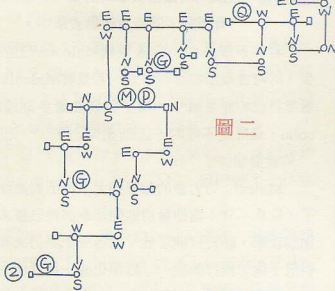 E E E E E Q W E W
W
S N N N S W
S S S S S N
G
N M P N
S
E E E
W W
N G N N
S S S
W E E
W W
2 G N
S
圖二